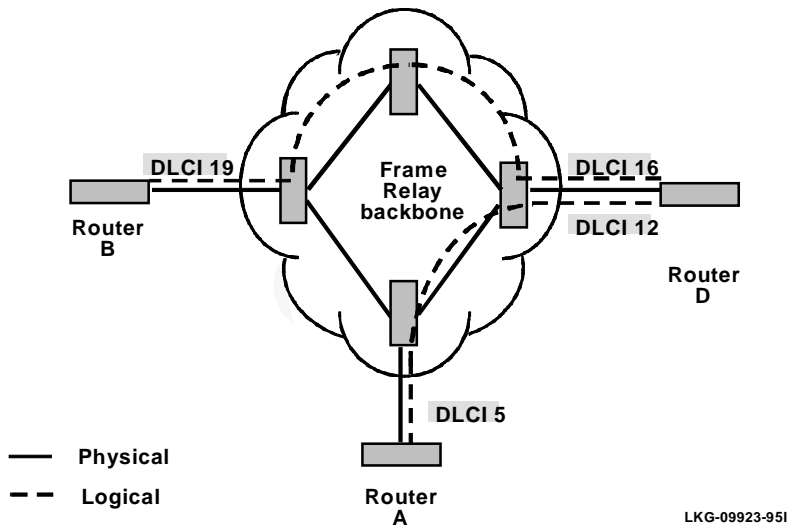 DLCI 19
Frame
Relay
backbone
DLCI 16
DLCI 12
Router
B
Router
D
DLCI 5
Physical
Logical
Router
A
LKG-09923-95I